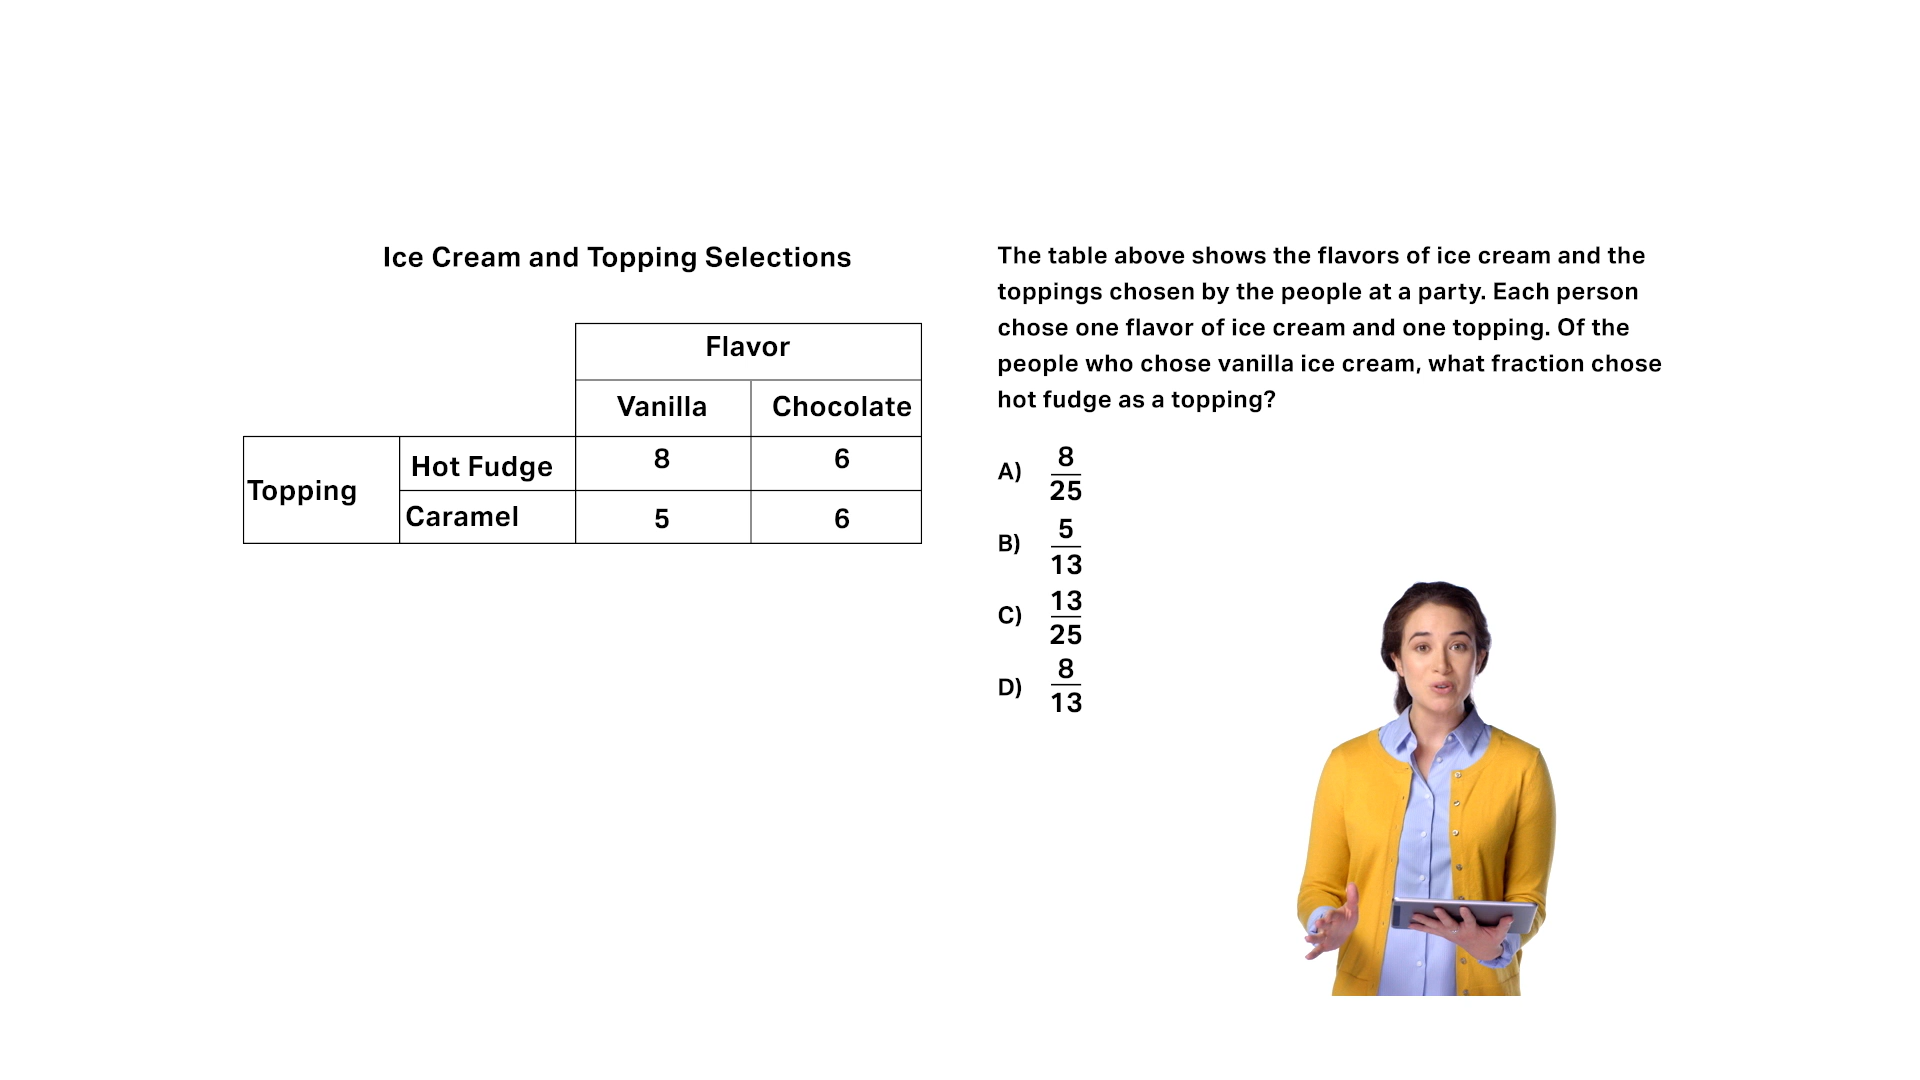 Ice Cream and Topping Selections
Flavor
Vanilla Chocolate
Topping
Hot Fudge 8 6
Caramel 5 6
The table above shows the flavors of ice cream and the
toppings chosen by the people at a party. Each person
chose one flavor of ice cream and one topping. Of the
people who chose vanilla ice cream, what fraction chose
hot fudge as a topping?
A) 8
25
B) 5
13
C) 13
25
D) 8
13